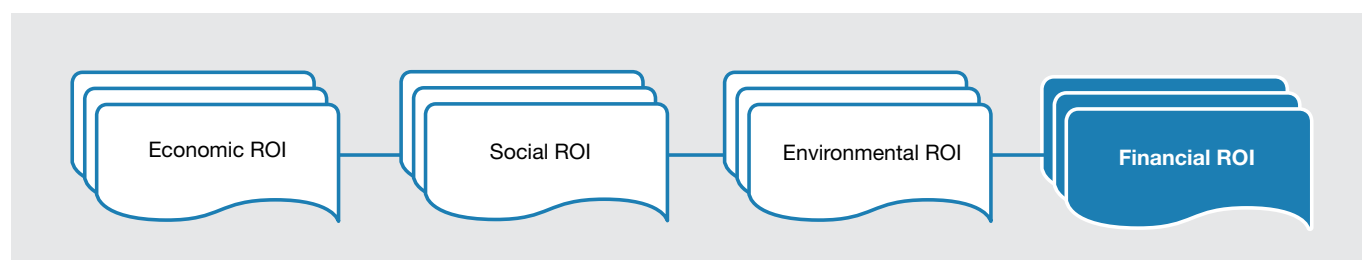 Economic ROI
Social ROI
Environmental ROI
Financial ROI